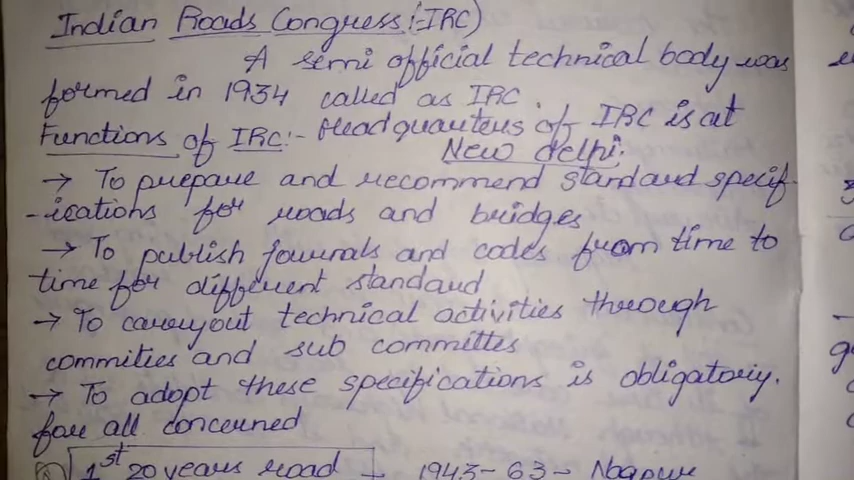 Indian Roads Congress:-(IRC)
A semi official technical body was
formed in 1934 called as IRC.
Functions of IRC:- Headquarters of IRC is at
New delhi.
→ To prepare and recommend standard specif-
-ications for roads and bridges
→ To publish journals and codes from time to
time for different standard
→ To carryout technical activities through
commities and sub committes
→ To adopt these specifications is obligatory.
for all concerned
1st 20 years road → 1943-63- Nagpur